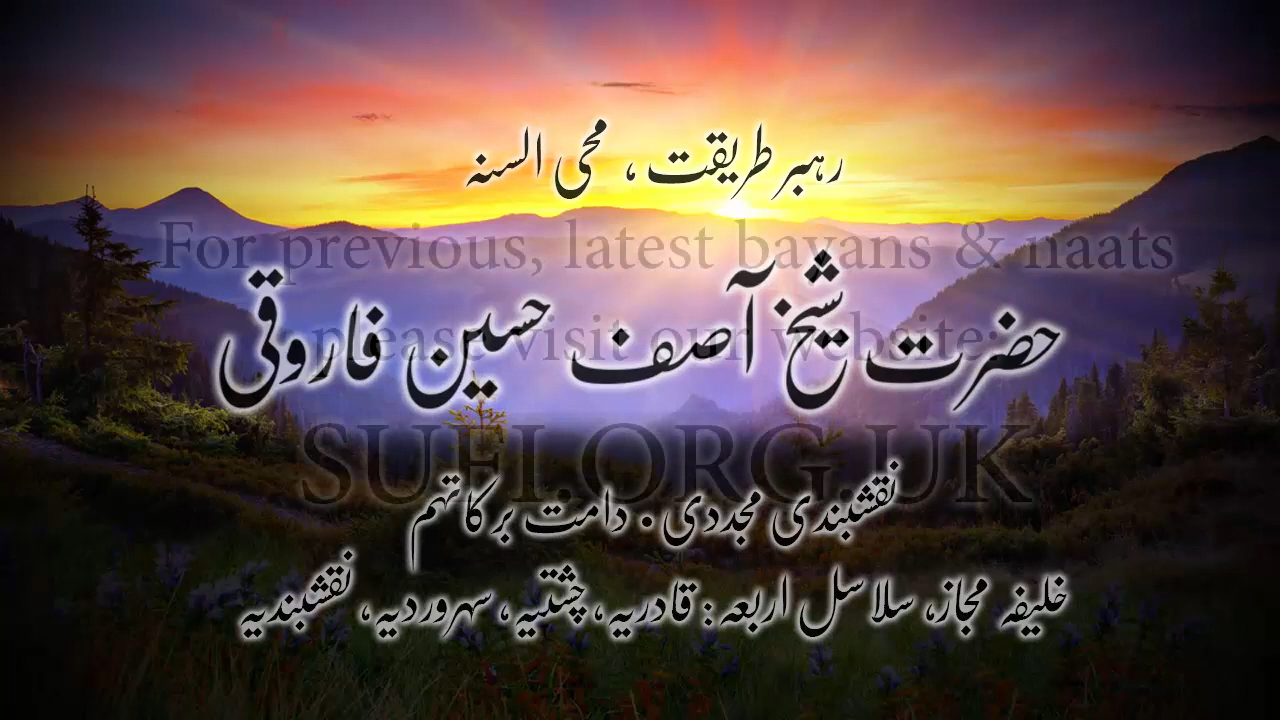 رہبر طریقت، محی السنہ
For previous, latest bayans & naats
حضرت شیخ آصف حسین فاروقی
please visit our website:
SUFI.ORG.UK
نقشبندی مجددی۔ دامت برکاتہم
خلیفہ مجاز، سلاسل اربعہ: قادریہ، چشتیہ، سہروردیہ، نقشبندیہ